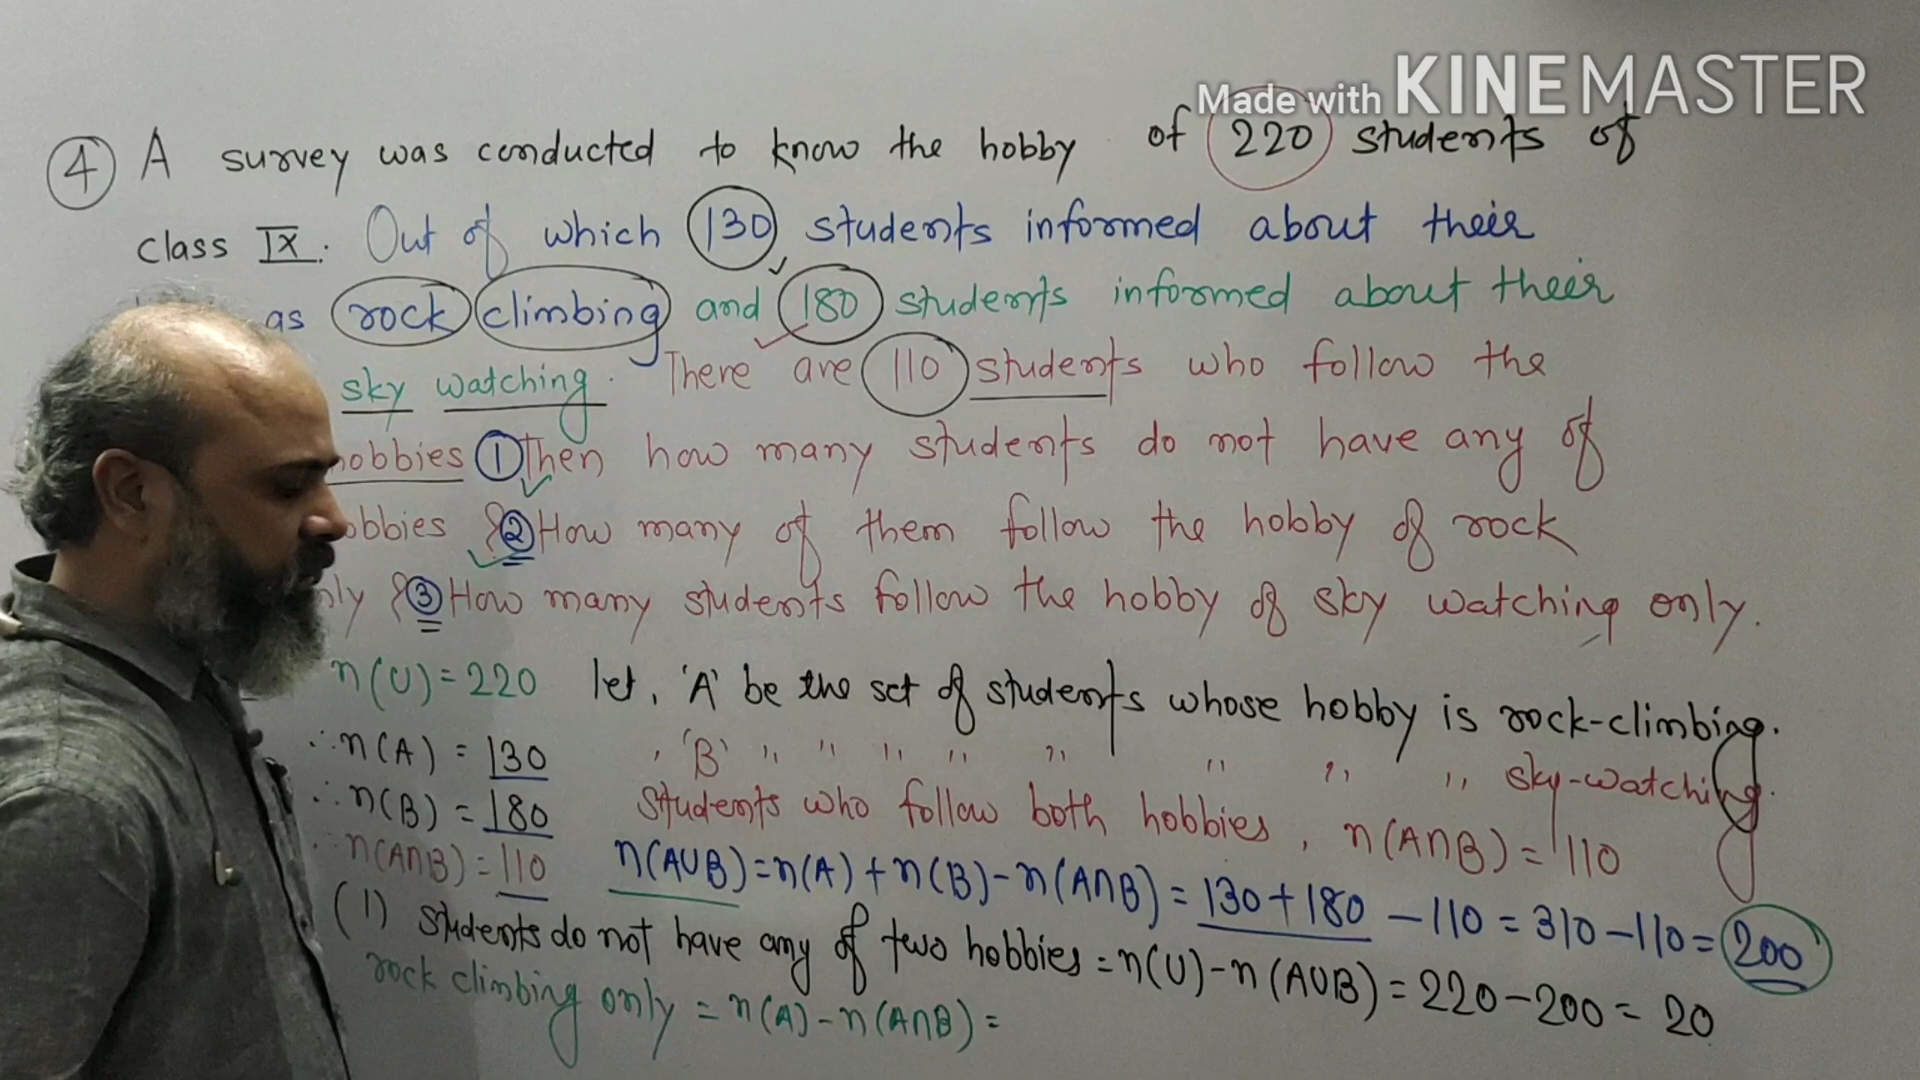 Made with KINEMASTER
④ A survey was conducted to know the hobby of 220 students of
class IX. Out of which 130 students informed about their
as rock climbing and 180 students informed about their
sky watching. There are 110 students who follow the
hobbies ① Then how many students do not have any of
obbies & ② How many of them follow the hobby of rock
nly & ③ How many students follow the hobby of sky watching only.
n(U)=220 let, 'A' be the set of students whose hobby is rock-climbing.
∴ n(A) = 130 , 'B' " " " " " " " " sky-watching.
∴ n(B) = 180 Students who follow both hobbies, n(A∩B) = 110
∴ n(A∩B) = 110 n(A∪B) = n(A) + n(B) - n(A∩B) = 130 + 180 - 110 = 310 - 110 = 200
(1) students do not have any of two hobbies = n(U) - n(A∪B) = 220 - 200 = 20
rock climbing only = n(A) - n(A∩B) =